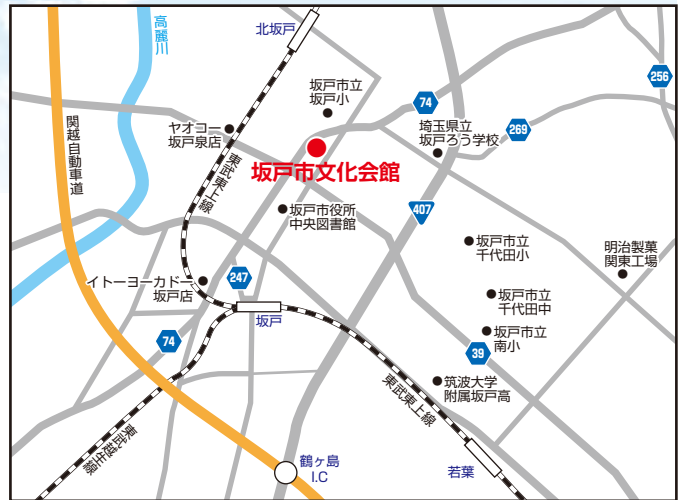 高麗川
北坂戸
256
坂戸市立
坂戸小
74
関越自動車道
ヤオコー
坂戸泉店
東武東上線
269
埼玉県立
坂戸ろう学校
坂戸市文化会館
坂戸市役所
中央図書館
407
坂戸市立
千代田小
明治製菓
関東工場
イトーヨーカドー
坂戸店
247
坂戸市立
千代田中
坂戸
坂戸市立
南小
74
39
筑波大学
附属坂戸高
東武東上線
東武越生線
鶴ヶ島
I.C
若葉